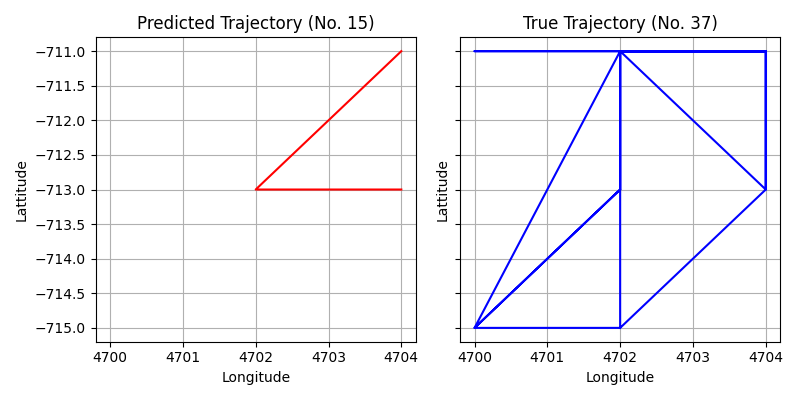 Predicted Trajectory (No. 15)
True Trajectory (No. 37)
Lattitude
−711.0
−711.5
−712.0
−712.5
−713.0
−713.5
−714.0
−714.5
−715.0
4700 4701 4702 4703 4704
Longitude
Lattitude
4700 4701 4702 4703 4704
Longitude